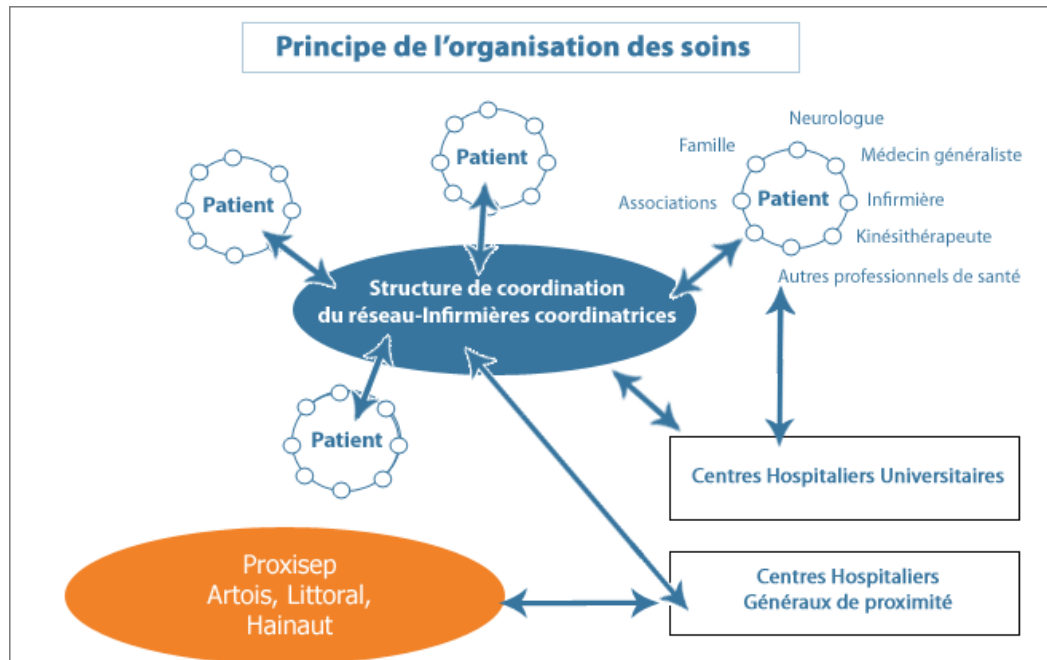 Principe de l'organisation des soins
Neurologue
Famille
Médecin généraliste
Patient
Patient
Patient
Associations
Infirmière
Kinésithérapeute
Autres professionnels de santé
Structure de coordination
du réseau-Infirmières coordinatrices
Patient
Centres Hospitaliers Universitaires
Proxisep
Artois, Littoral,
Hainaut
Centres Hospitaliers
Généraux de proximité